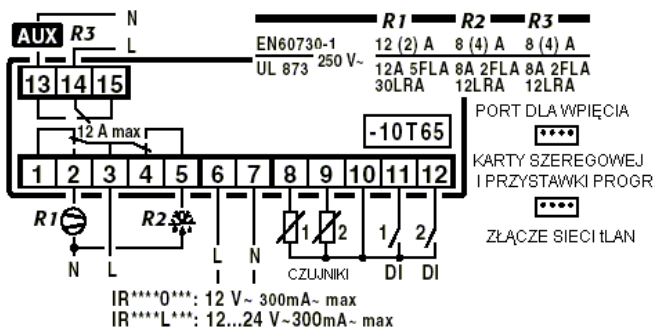 N
AUX R3 L
R1 R2 R3
EN60730-1 250 V~ 12 (2) A 8 (4) A 8 (4) A
UL 873 12A 5FLA 8A 2FLA 8A 2FLA
30LRA 12LRA 12LRA
13 14 15
12 A max
-10T65
PORT DLA WPIĘCIA
KARTY SZEREGOWEJ
I PRZYSTAWKI PROGR
ZŁĄCZE SIECI tLAN
1 2 3 4 5 6 7 8 9 10 11 12
R1 R2 1 2 1 2
N L L N CZUJNIKI DI DI
IR****0***: 12 V~ 300mA~ max
IR****L***: 12...24 V~300mA~ max